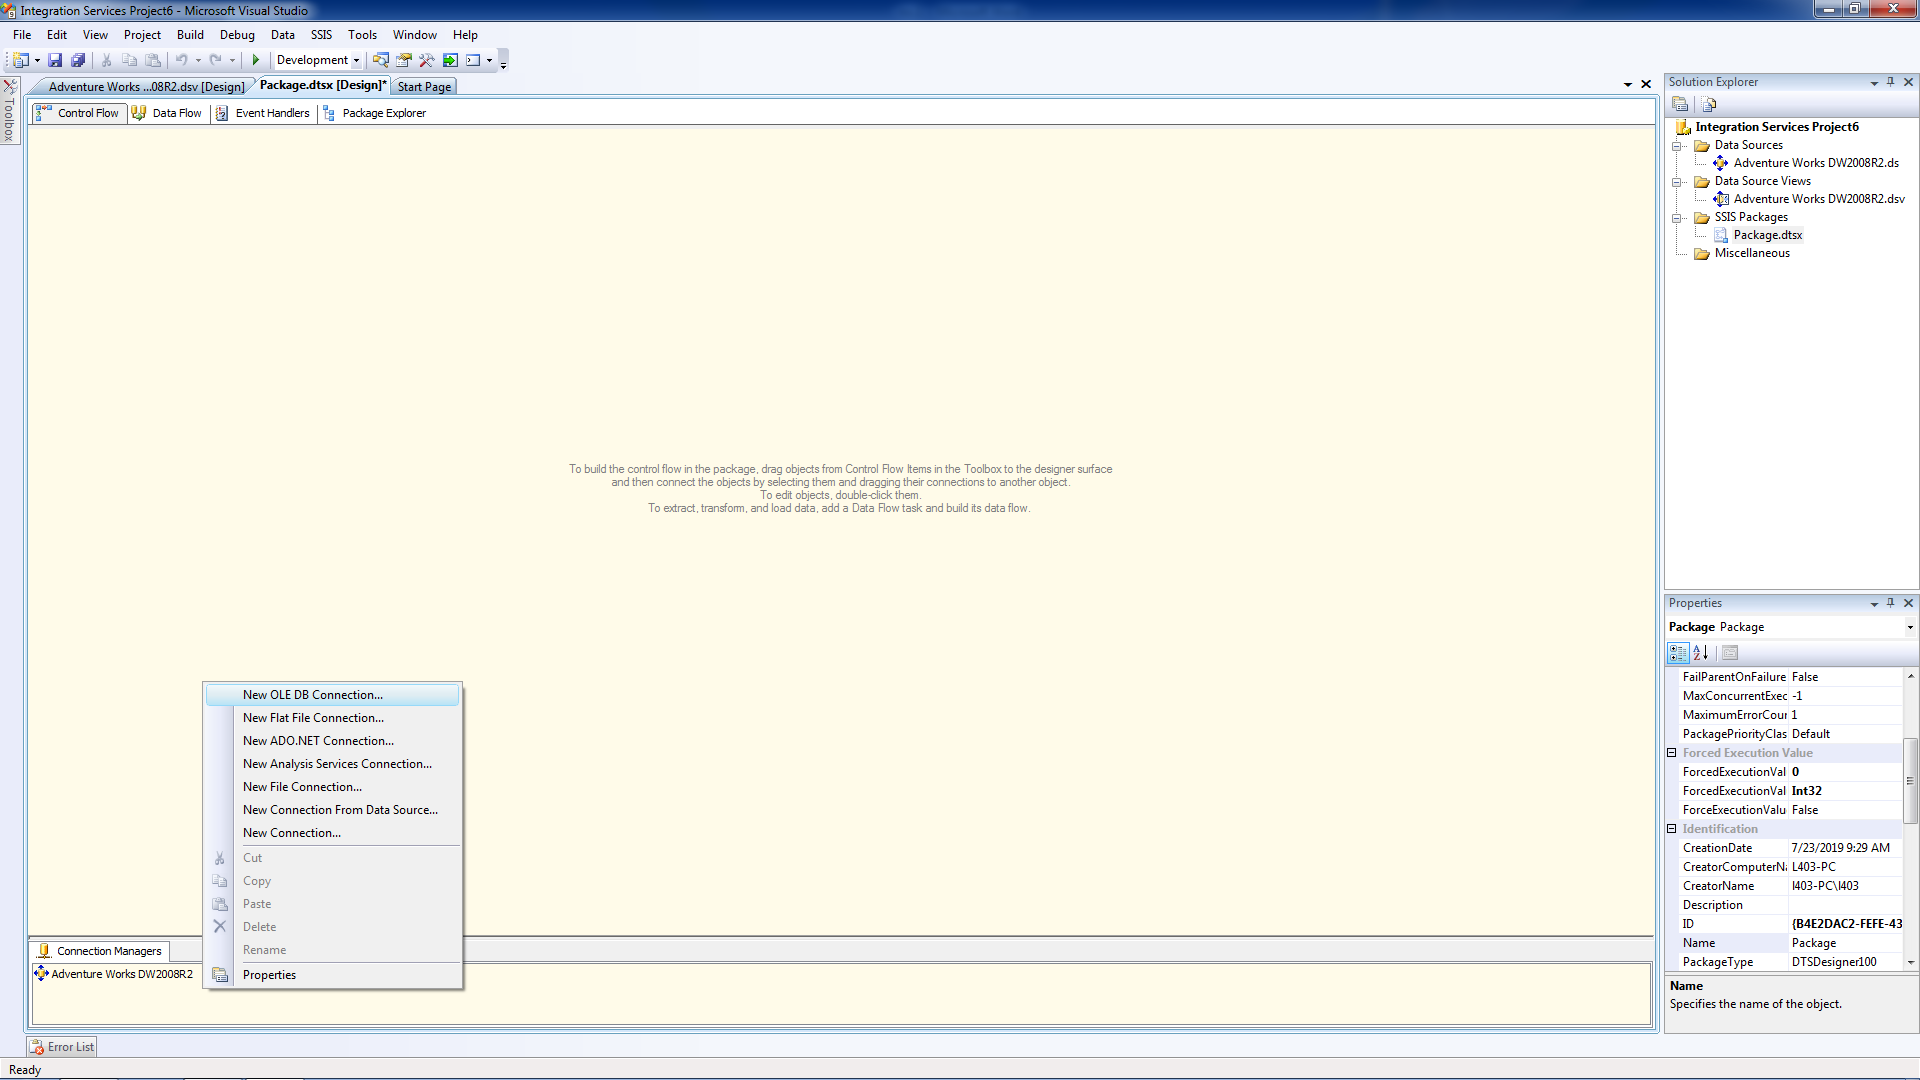 Integration Services Project6 - Microsoft Visual Studio
File Edit View Project Build Debug Data SSIS Tools Window Help
Development
Toolbox
Adventure Works ...08R2.dsv [Design] Package.dtsx [Design]* Start Page
Control Flow Data Flow Event Handlers Package Explorer
To build the control flow in the package, drag objects from Control Flow Items in the Toolbox to the designer surface
and then connect the objects by selecting them and dragging their connections to another object.
To edit objects, double-click them.
To extract, transform, and load data, add a Data Flow task and build its data flow.
New OLE DB Connection...
New Flat File Connection...
New ADO.NET Connection...
New Analysis Services Connection...
New File Connection...
New Connection From Data Source...
New Connection...
Cut
Copy
Paste
Delete
Rename
Properties
Connection Managers
Adventure Works DW2008R2
Error List
Ready
Solution Explorer
Integration Services Project6
Data Sources
Adventure Works DW2008R2.ds
Data Source Views
Adventure Works DW2008R2.dsv
SSIS Packages
Package.dtsx
Miscellaneous
Properties
Package Package
FailParentOnFailure False
MaxConcurrentExec -1
MaximumErrorCour 1
PackagePriorityClas Default
Forced Execution Value
ForcedExecutionVal 0
ForcedExecutionVal Int32
ForceExecutionValu False
Identification
CreationDate 7/23/2019 9:29 AM
CreatorComputerNa L403-PC
CreatorName l403-PC\l403
Description
ID {B4E2DAC2-FEFE-43
Name Package
PackageType DTSDesigner100
Name
Specifies the name of the object.